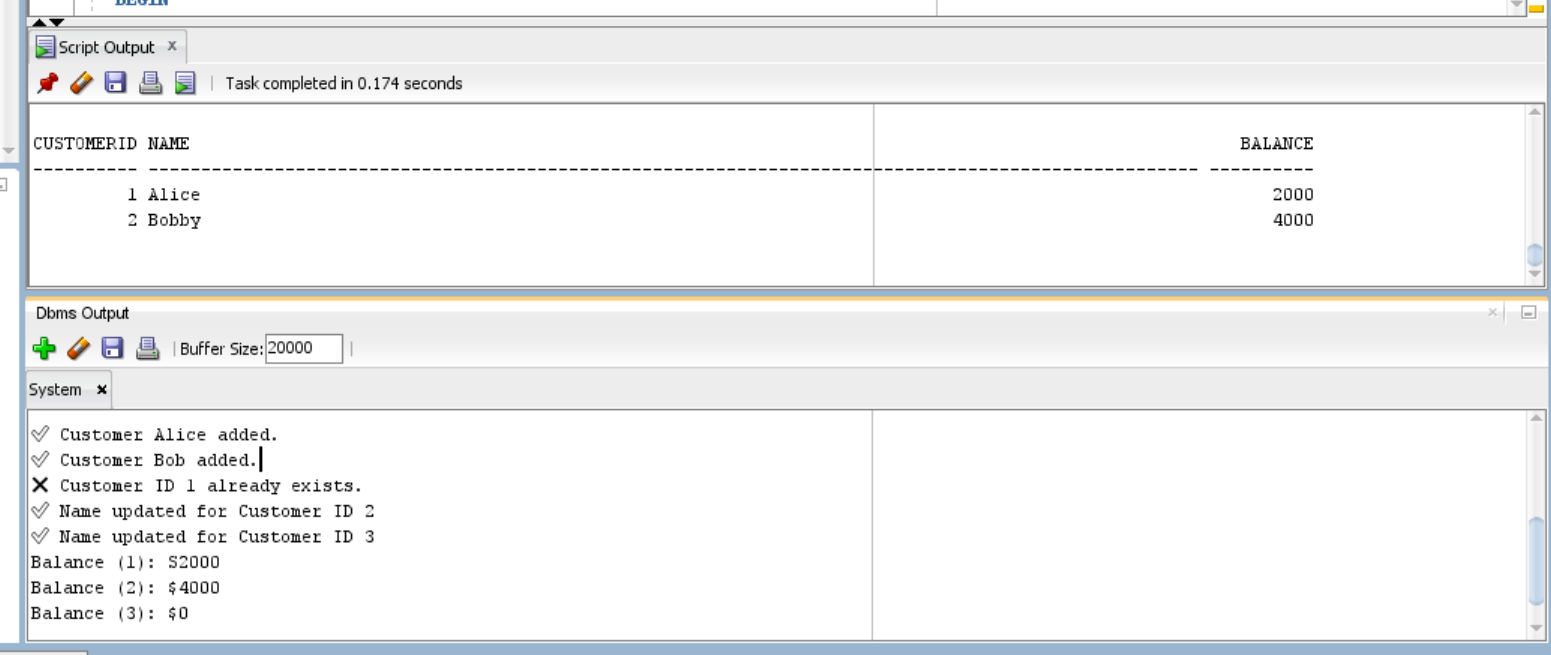 BEGIN
Script Output x
Task completed in 0.174 seconds
CUSTOMERID NAME BALANCE
---------- ---------------------------------------------------------------------------------------------------- ----------
1 Alice 2000
2 Bobby 4000
Dbms Output
Buffer Size: 20000
System x
✓ Customer Alice added.
✓ Customer Bob added.
✕ Customer ID 1 already exists.
✓ Name updated for Customer ID 2
✓ Name updated for Customer ID 3
Balance (1): S2000
Balance (2): $4000
Balance (3): $0